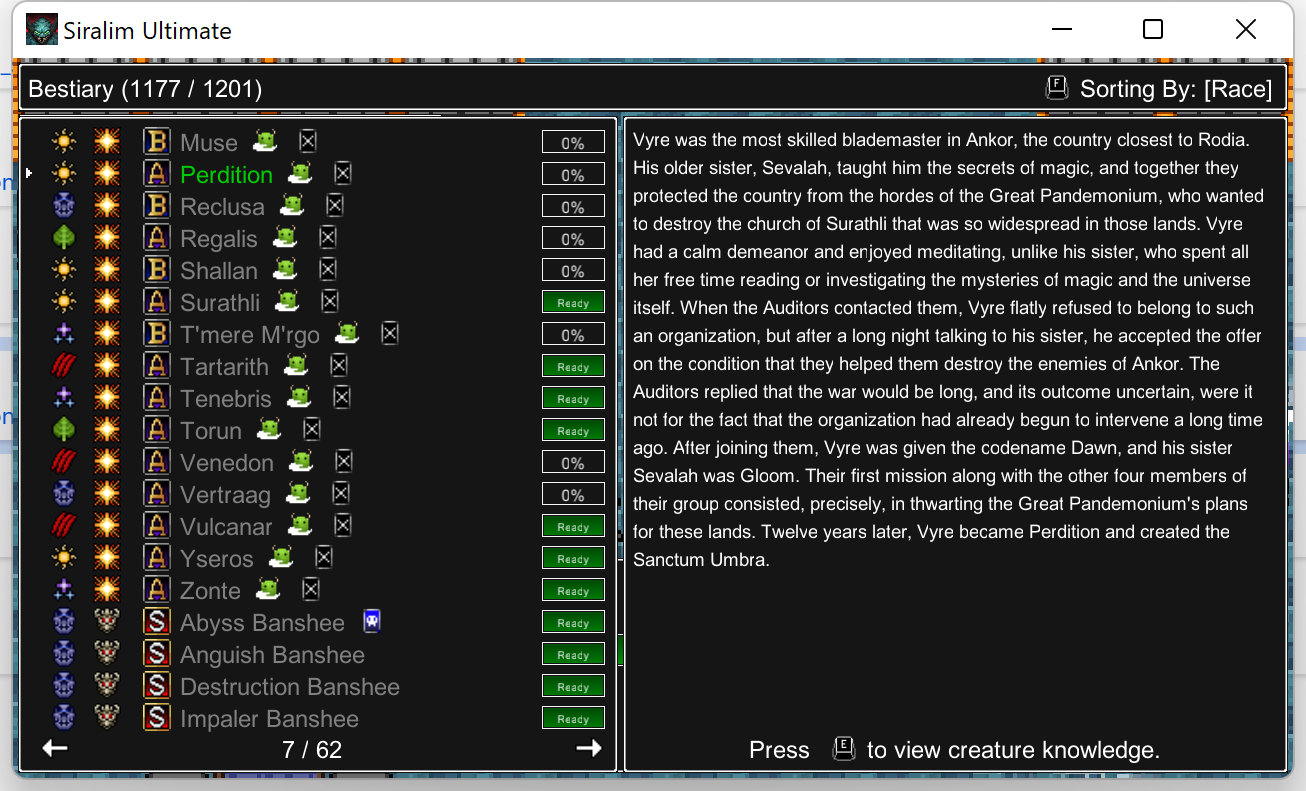 Siralim Ultimate
Bestiary (1177 / 1201)
F Sorting By: [Race]
B Muse 0%
A Perdition 0%
B Reclusa 0%
A Regalis 0%
B Shallan 0%
A Surathli Ready
B T'mere M'rgo 0%
A Tartarith Ready
A Tenebris Ready
A Torun Ready
A Venedon 0%
A Vertraag 0%
A Vulcanar Ready
A Yseros Ready
A Zonte Ready
S Abyss Banshee Ready
S Anguish Banshee Ready
S Destruction Banshee Ready
S Impaler Banshee Ready
7 / 62
Vyre was the most skilled blademaster in Ankor, the country closest to Rodia.
His older sister, Sevalah, taught him the secrets of magic, and together they
protected the country from the hordes of the Great Pandemonium, who wanted
to destroy the church of Surathli that was so widespread in those lands. Vyre
had a calm demeanor and enjoyed meditating, unlike his sister, who spent all
her free time reading or investigating the mysteries of magic and the universe
itself. When the Auditors contacted them, Vyre flatly refused to belong to such
an organization, but after a long night talking to his sister, he accepted the offer
on the condition that they helped them destroy the enemies of Ankor. The
Auditors replied that the war would be long, and its outcome uncertain, were it
not for the fact that the organization had already begun to intervene a long time
ago. After joining them, Vyre was given the codename Dawn, and his sister
Sevalah was Gloom. Their first mission along with the other four members of
their group consisted, precisely, in thwarting the Great Pandemonium's plans
for these lands. Twelve years later, Vyre became Perdition and created the
Sanctum Umbra.
Press E to view creature knowledge.